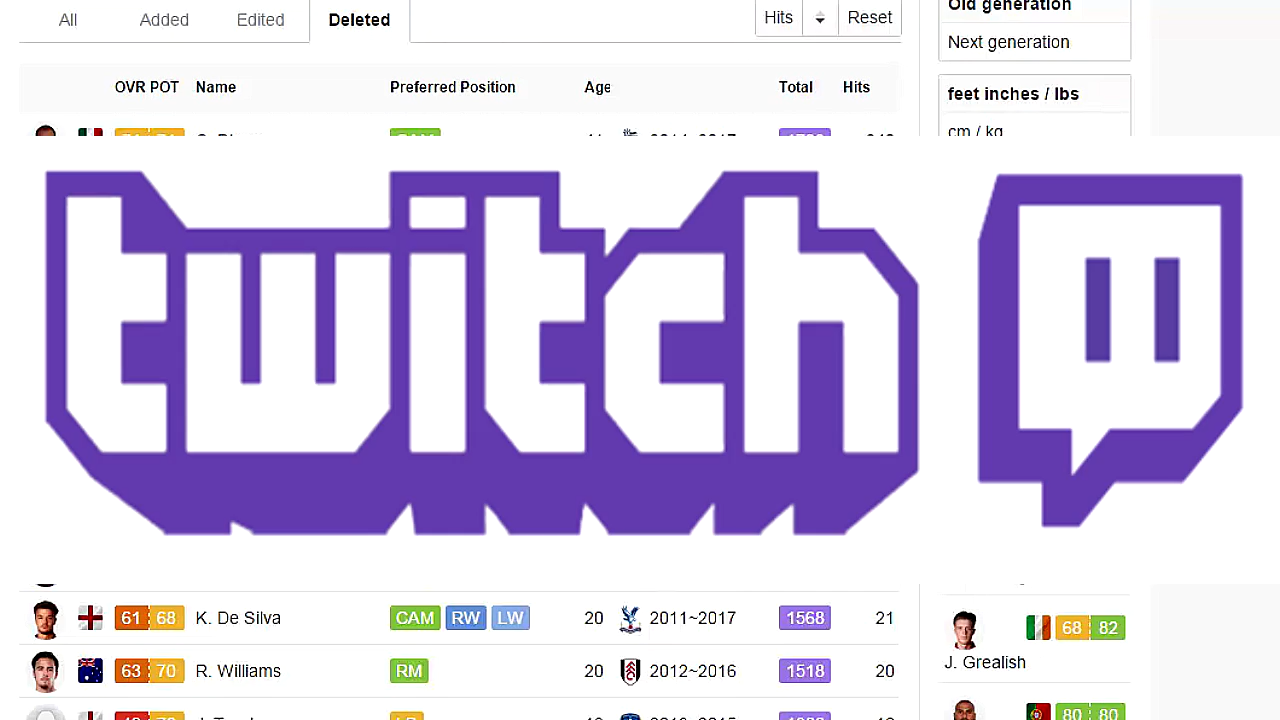 All Added Edited Deleted Hits Reset
Old generation
Next generation
OVR POT Name Preferred Position Age Total Hits
feet inches / lbs
cm / kg
twitch
61 68 K. De Silva CAM RW LW 20 2011~2017 1568 21
68 82
J. Grealish
63 70 R. Williams RM 20 2012~2016 1518 20
80 80